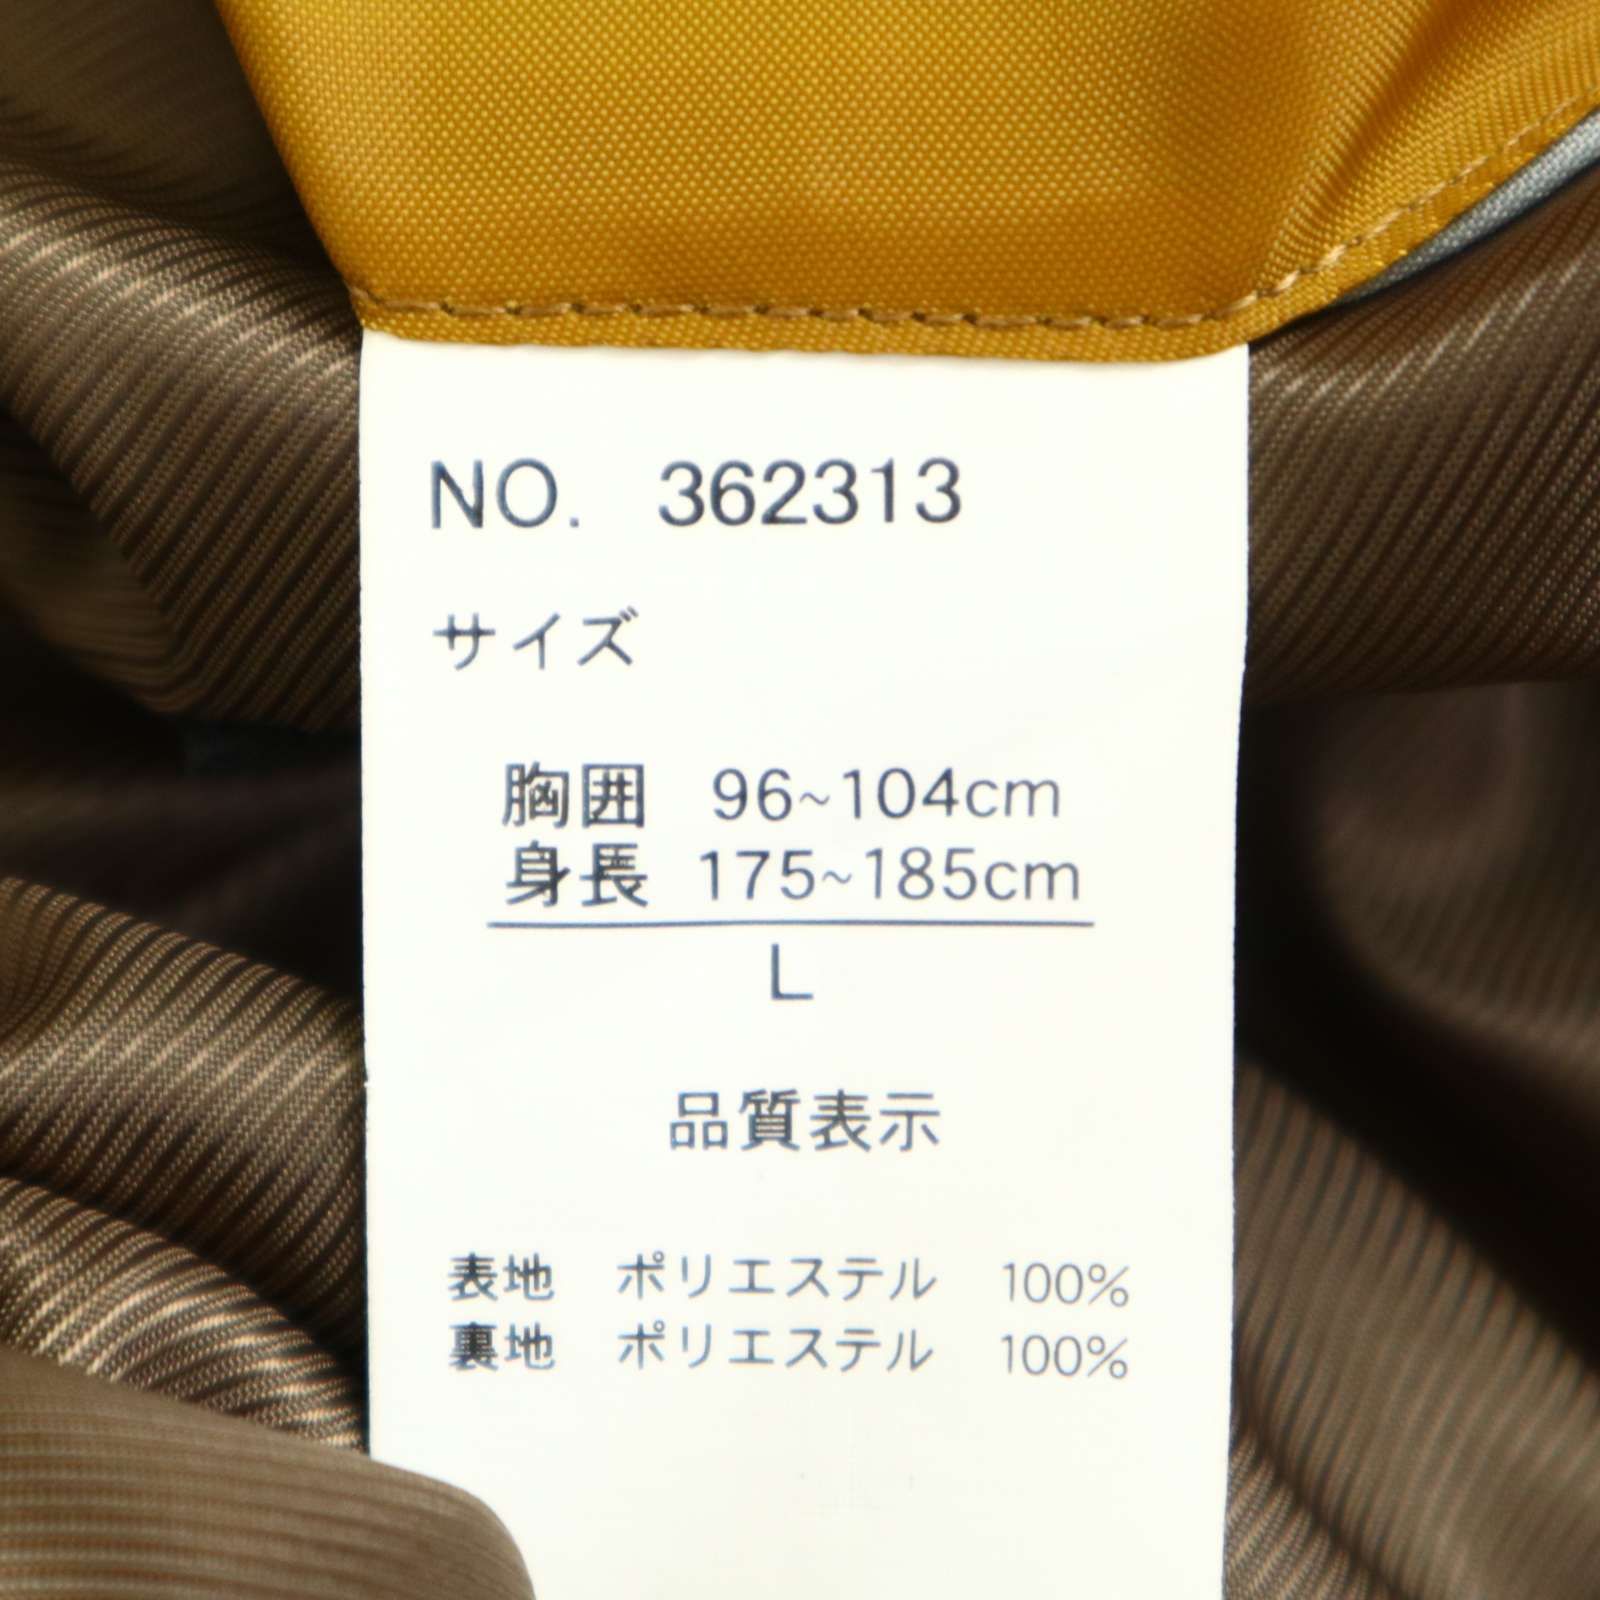 NO. 362313
サイズ
胸囲 96~104cm
身長 175~185cm
L
品質表示
表地 ポリエステル 100%
裏地 ポリエステル 100%